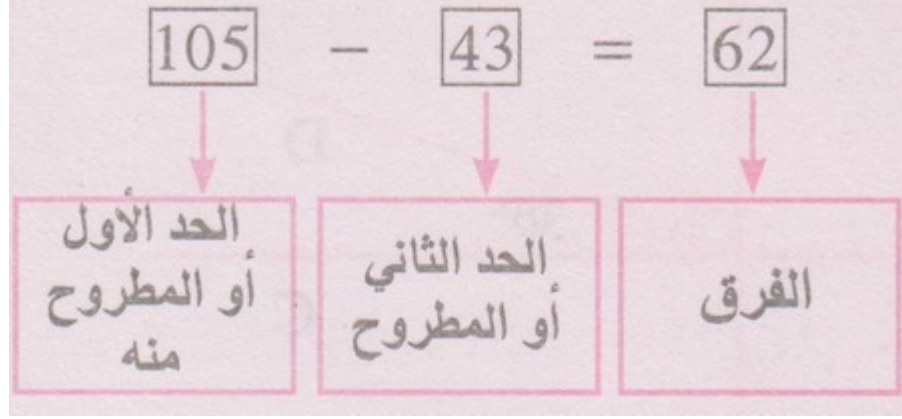 105 − 43 = 62
الحد الأول
أو المطروح
منه
الحد الثاني
أو المطروح
الفرق